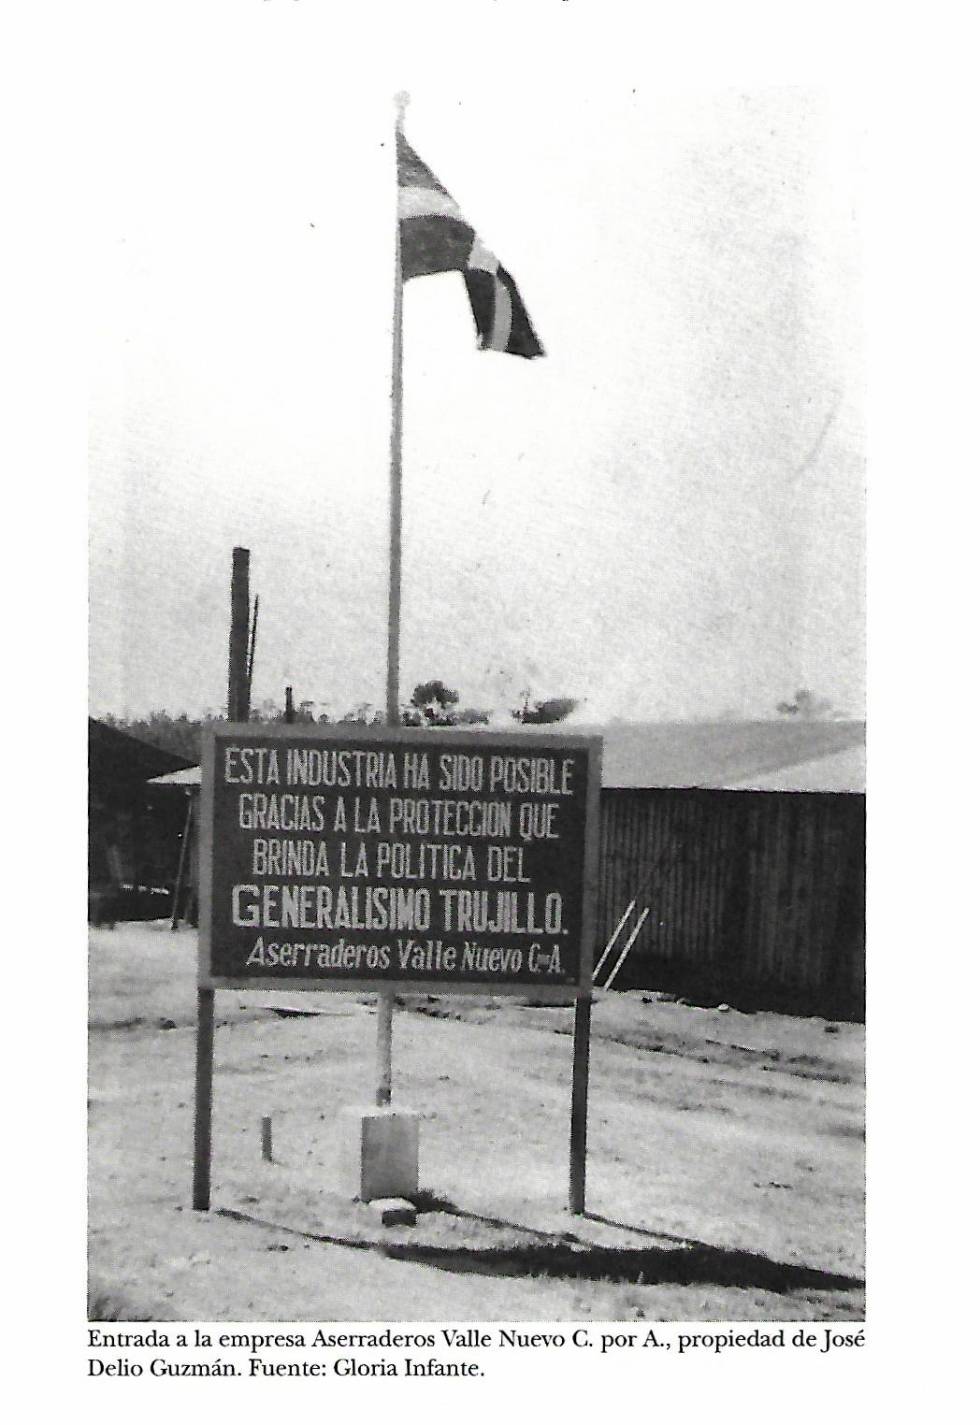 ESTA INDUSTRIA HA SIDO POSIBLE
GRACIAS A LA PROTECCION QUE
BRINDA LA POLITICA DEL
GENERALISIMO TRUJILLO.
Aserraderos Valle Nuevo C por A.
Entrada a la empresa Aserraderos Valle Nuevo C. por A., propiedad de José
Delio Guzmán. Fuente: Gloria Infante.